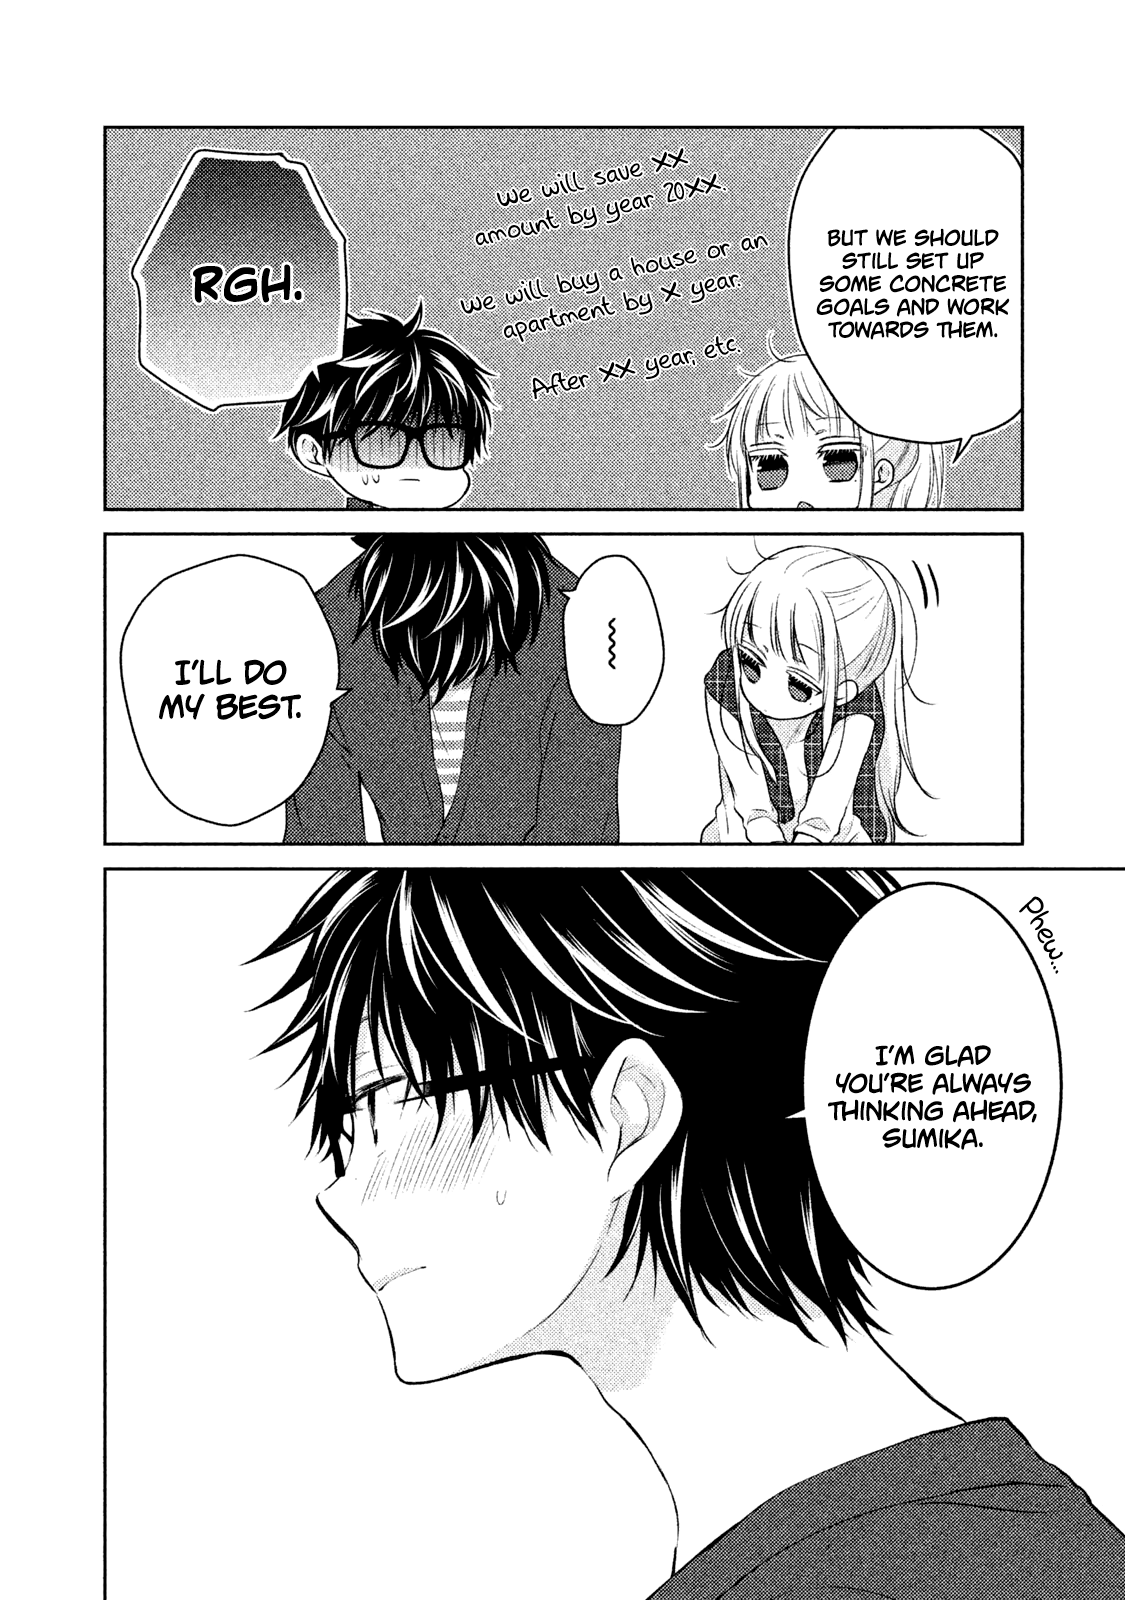 BUT WE SHOULD
STILL SET UP
SOME CONCRETE
GOALS AND WORK
TOWARDS THEM.
We will save XX
amount by year 20XX.
We will buy a house or an
apartment by X year.
After XX year, etc.
RGH.
I'LL DO
MY BEST.
Phew...
I'M GLAD
YOU'RE ALWAYS
THINKING AHEAD,
SUMIKA.